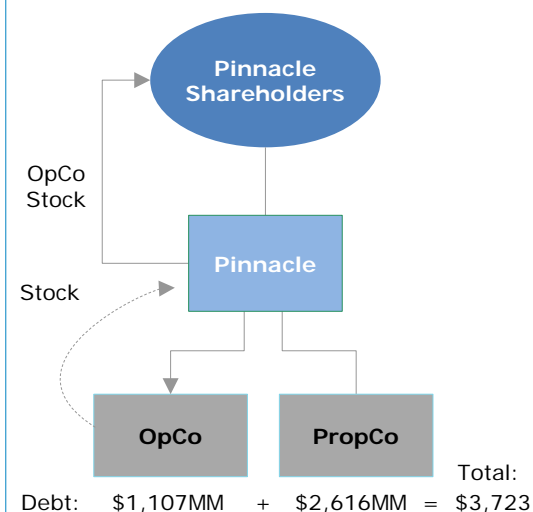 Pinnacle
Shareholders
OpCo
Stock
Pinnacle
Stock
OpCo
PropCo
Total:
Debt: $1,107MM + $2,616MM = $3,723